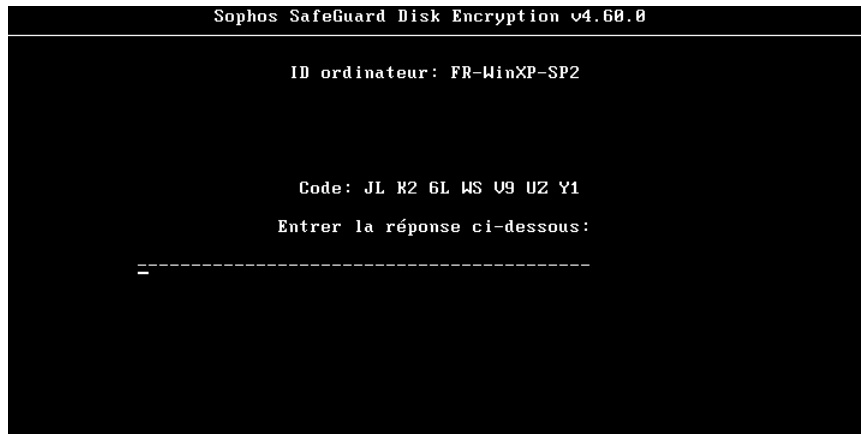 Sophos SafeGuard Disk Encryption v4.60.0
ID ordinateur: FR-WinXP-SP2
Code: JL K2 6L WS V9 UZ Y1
Entrer la réponse ci-dessous: